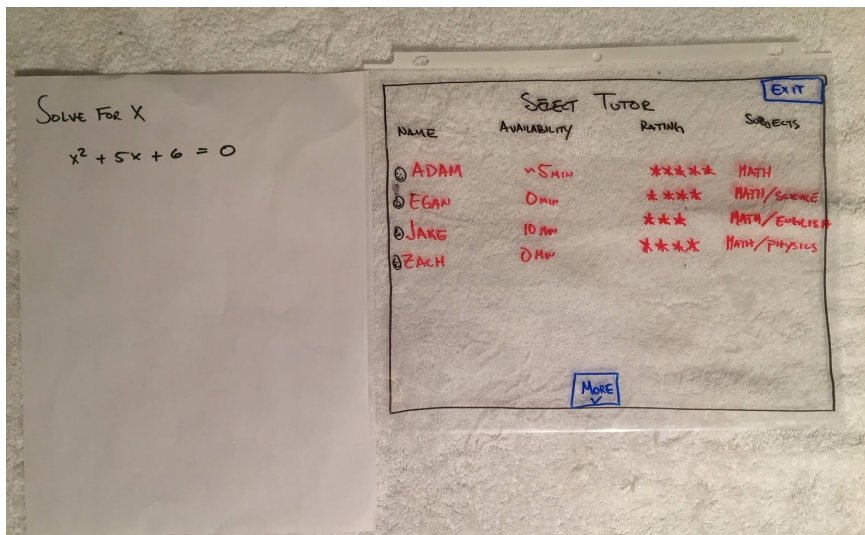 SOLVE FOR X
x² + 5x + 6 = 0
EXIT
SELECT TUTOR
NAME AVAILABILITY RATING SUBJECTS
ADAM ~5 MIN ***** MATH
EGAN 0 MIN **** MATH/SCIENCE
JAKE 10 MIN *** MATH/ENGLISH
ZACH 0 MIN **** MATH/PHYSICS
MORE